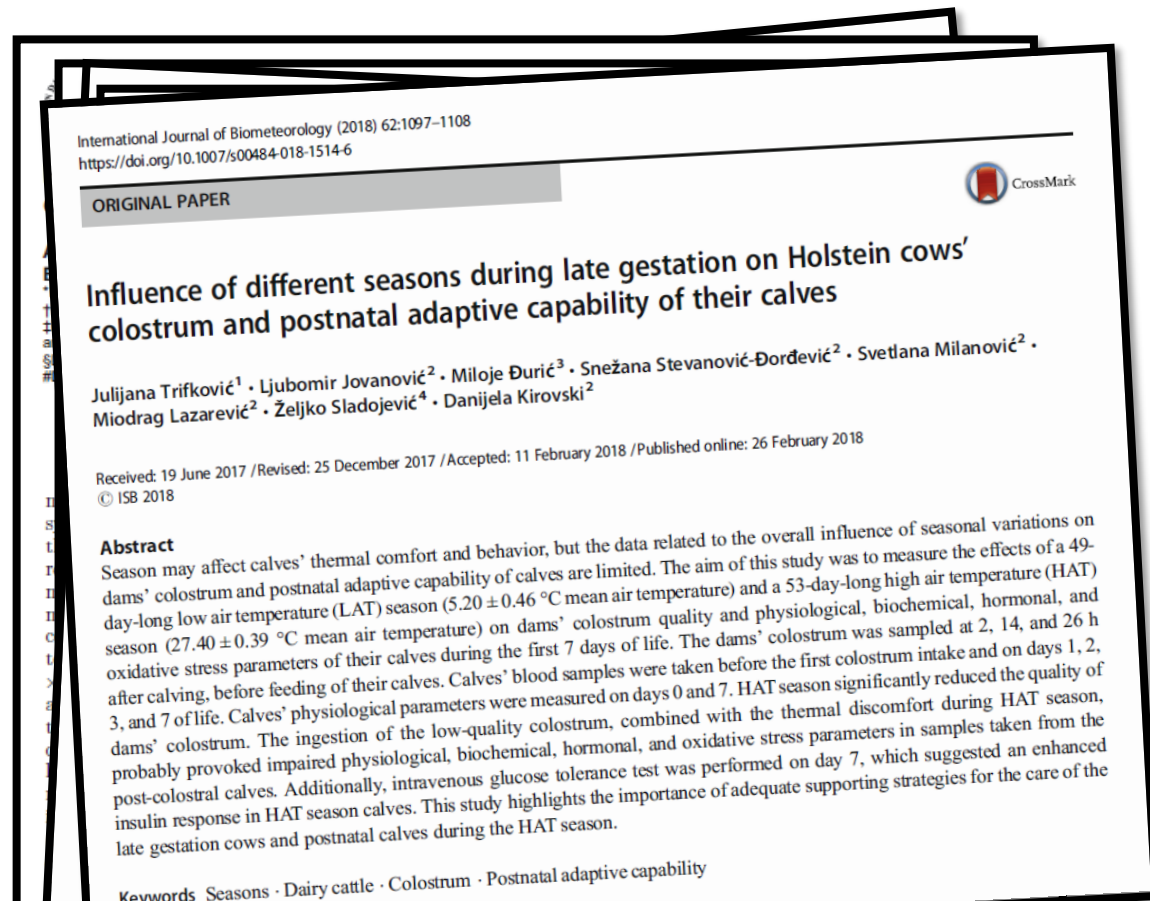 International Journal of Biometeorology (2018) 62:1097–1108
https://doi.org/10.1007/s00484-018-1514-6
ORIGINAL PAPER
CrossMark
Influence of different seasons during late gestation on Holstein cows’
colostrum and postnatal adaptive capability of their calves
Julijana Trifković1 · Ljubomir Jovanović2 · Miloje Đurić3 · Snežana Stevanović-Đorđević2 · Svetlana Milanović2 ·
Miodrag Lazarević2 · Željko Sladojević4 · Danijela Kirovski2
Received: 19 June 2017 /Revised: 25 December 2017 /Accepted: 11 February 2018 /Published online: 26 February 2018
© ISB 2018
Abstract
Season may affect calves’ thermal comfort and behavior, but the data related to the overall influence of seasonal variations on
dams’ colostrum and postnatal adaptive capability of calves are limited. The aim of this study was to measure the effects of a 49-
day-long low air temperature (LAT) season (5.20 ± 0.46 °C mean air temperature) and a 53-day-long high air temperature (HAT)
season (27.40 ± 0.39 °C mean air temperature) on dams’ colostrum quality and physiological, biochemical, hormonal, and
oxidative stress parameters of their calves during the first 7 days of life. The dams’ colostrum was sampled at 2, 14, and 26 h
after calving, before feeding of their calves. Calves’ blood samples were taken before the first colostrum intake and on days 1, 2,
3, and 7 of life. Calves’ physiological parameters were measured on days 0 and 7. HAT season significantly reduced the quality of
dams’ colostrum. The ingestion of the low-quality colostrum, combined with the thermal discomfort during HAT season,
probably provoked impaired physiological, biochemical, hormonal, and oxidative stress parameters in samples taken from the
post-colostral calves. Additionally, intravenous glucose tolerance test was performed on day 7, which suggested an enhanced
insulin response in HAT season calves. This study highlights the importance of adequate supporting strategies for the care of the
late gestation cows and postnatal calves during the HAT season.
Keywords Seasons · Dairy cattle · Colostrum · Postnatal adaptive capability